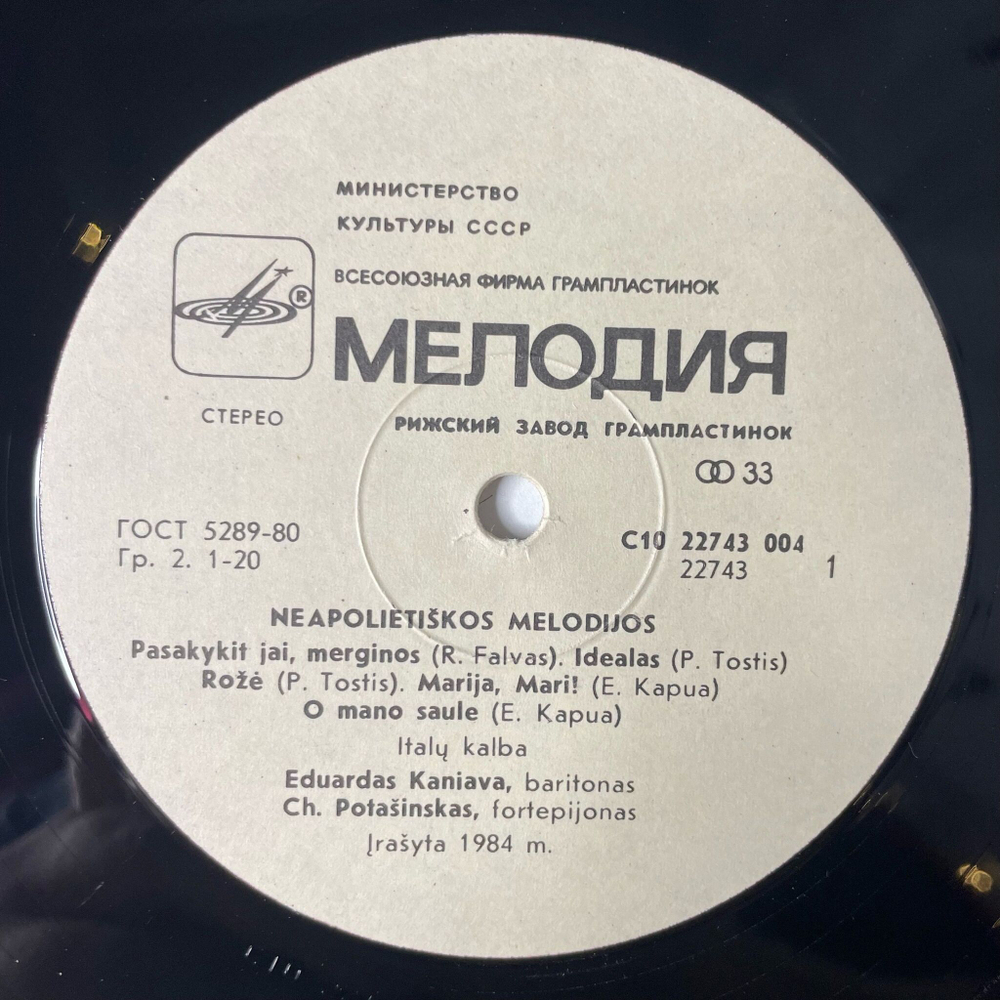 МИНИСТЕРСТВО
КУЛЬТУРЫ СССР
ВСЕСОЮЗНАЯ ФИРМА ГРАМПЛАСТИНОК
®
МЕЛОДИЯ
СТЕРЕО
РИЖСКИЙ ЗАВОД ГРАМПЛАСТИНОК
33
ГОСТ 5289-80
Гр. 2. 1-20
С10 22743 004
22743 1
NEAPOLIETIŠKOS MELODIJOS
Pasakykit jai, merginos (R. Falvas). Idealas (P. Tostis)
Rožė (P. Tostis). Marija, Mari! (E. Kapua)
O mano saule (E. Kapua)
Italų kalba
Eduardas Kaniava, baritonas
Ch. Potašinskas, fortepijonas
Įrašyta 1984 m.